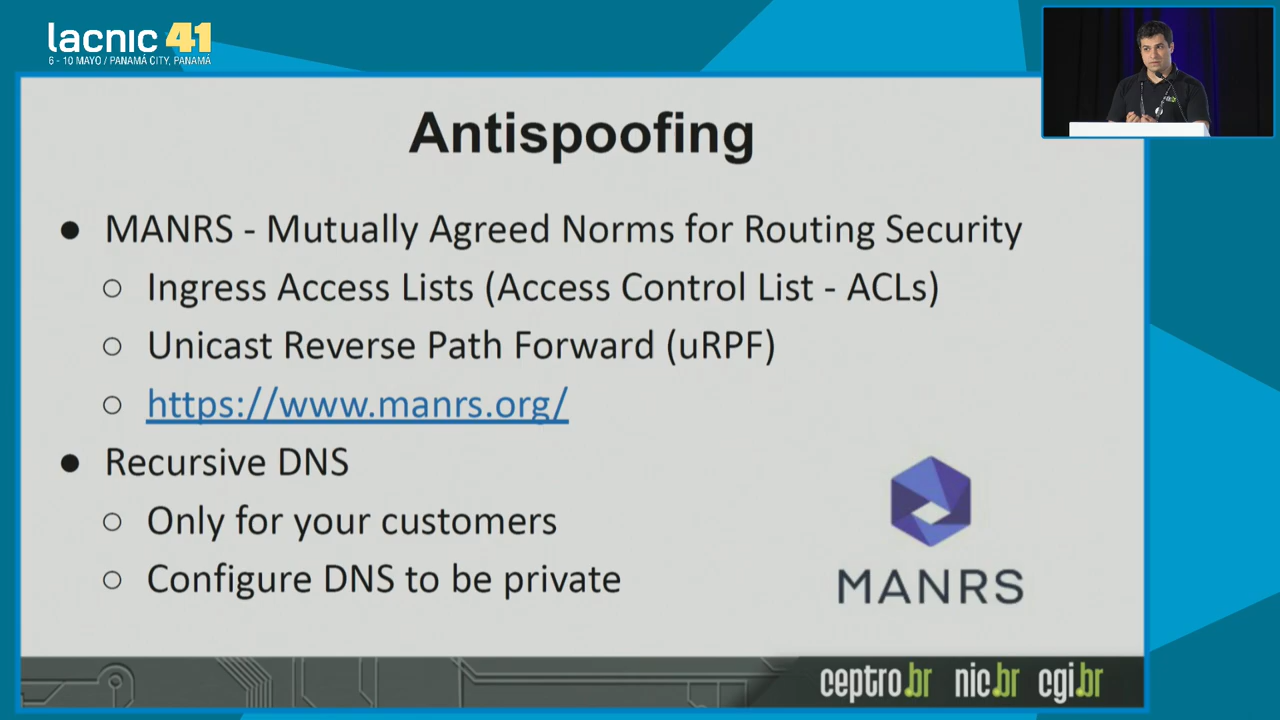 lacnic 41
6 - 10 MAYO / PANAMÁ CITY, PANAMÁ
Antispoofing
● MANRS - Mutually Agreed Norms for Routing Security
○ Ingress Access Lists (Access Control List - ACLs)
○ Unicast Reverse Path Forward (uRPF)
○ https://www.manrs.org/
● Recursive DNS
○ Only for your customers
○ Configure DNS to be private
MANRS
ceptro.br nic.br cgi.br